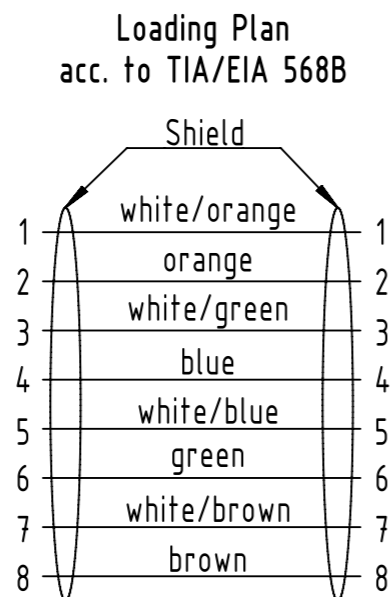 Loading Plan
acc. to TIA/EIA 568B
Shield
1 white/orange 1
2 orange 2
3 white/green 3
4 blue 4
5 white/blue 5
6 green 6
7 white/brown 7
8 brown 8